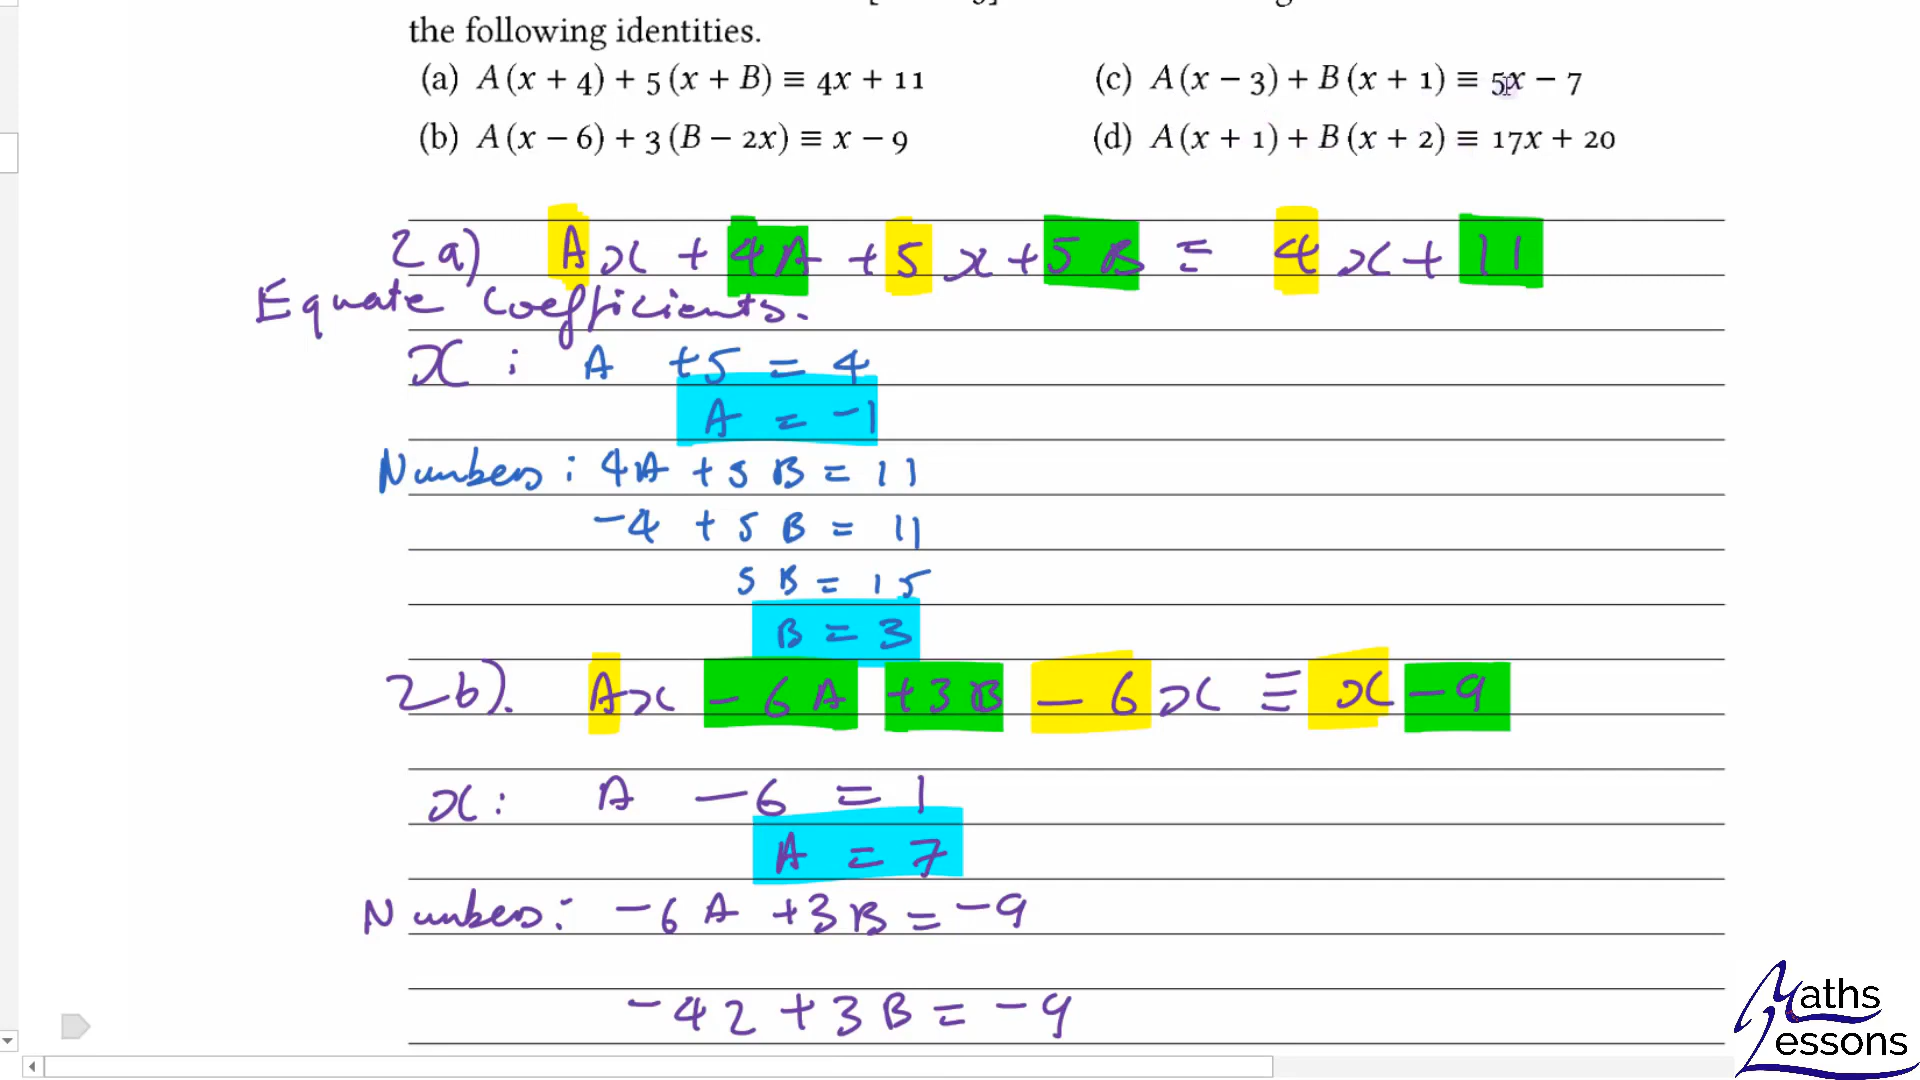 the following identities.
(a) A(x + 4) + 5(x + B) ≡ 4x + 11
(c) A(x − 3) + B(x + 1) ≡ 5x − 7
(b) A(x − 6) + 3(B − 2x) ≡ x − 9
(d) A(x + 1) + B(x + 2) ≡ 17x + 20
2a) Ax + 4A + 5x + 5B = 4x + 11
Equate coefficients.
x : A + 5 = 4
A = -1
Numbers : 4A + 5B = 11
-4 + 5B = 11
5B = 15
B = 3
2b). Ax - 6A + 3B - 6x ≡ x - 9
x : A - 6 = 1
A = 7
Numbers : -6A + 3B = -9
-42 + 3B = -9
Maths
Lessons